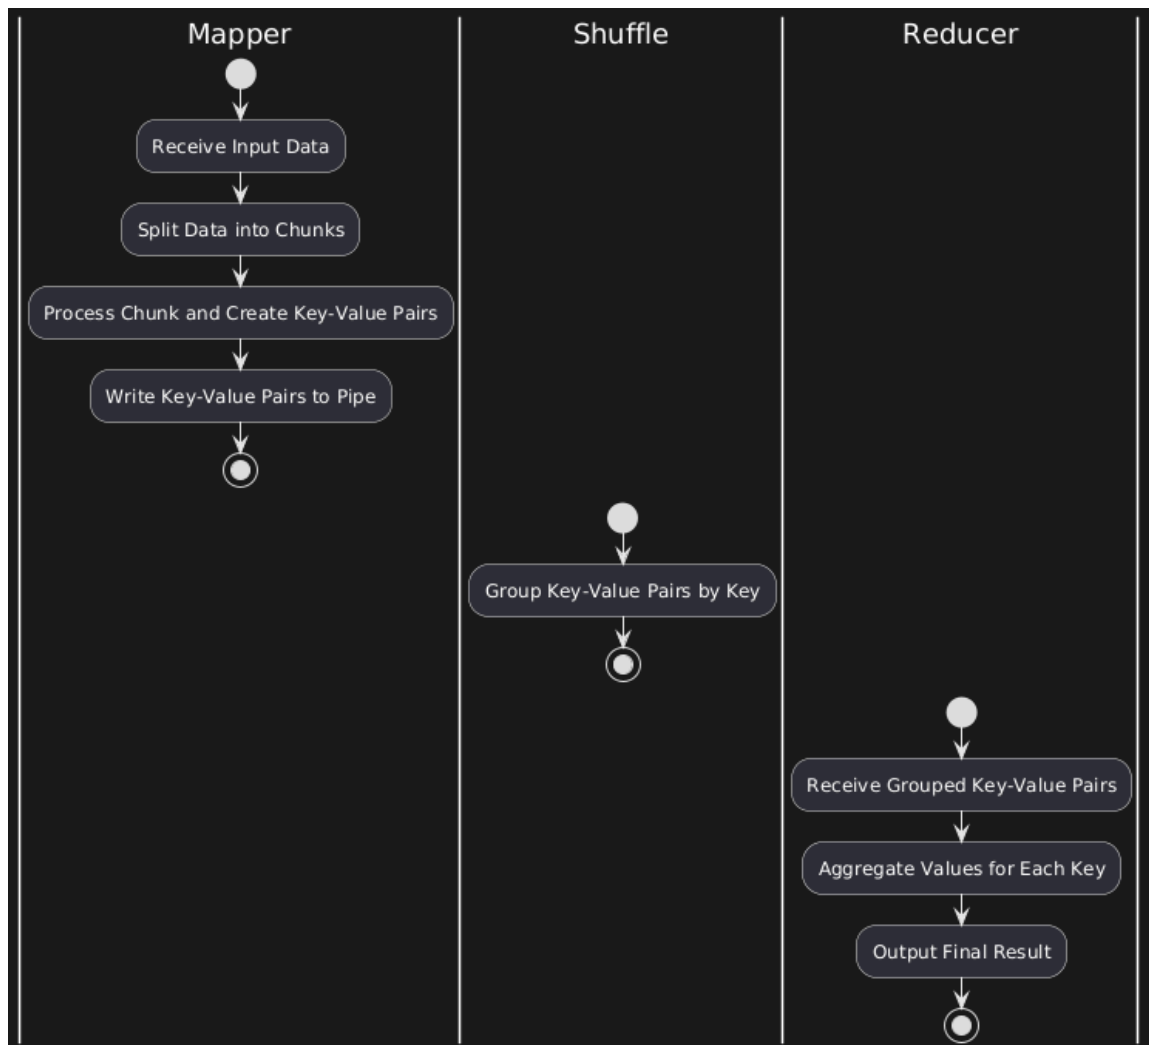 Mapper
Shuffle
Reducer
Receive Input Data
Split Data into Chunks
Process Chunk and Create Key-Value Pairs
Write Key-Value Pairs to Pipe
Group Key-Value Pairs by Key
Receive Grouped Key-Value Pairs
Aggregate Values for Each Key
Output Final Result